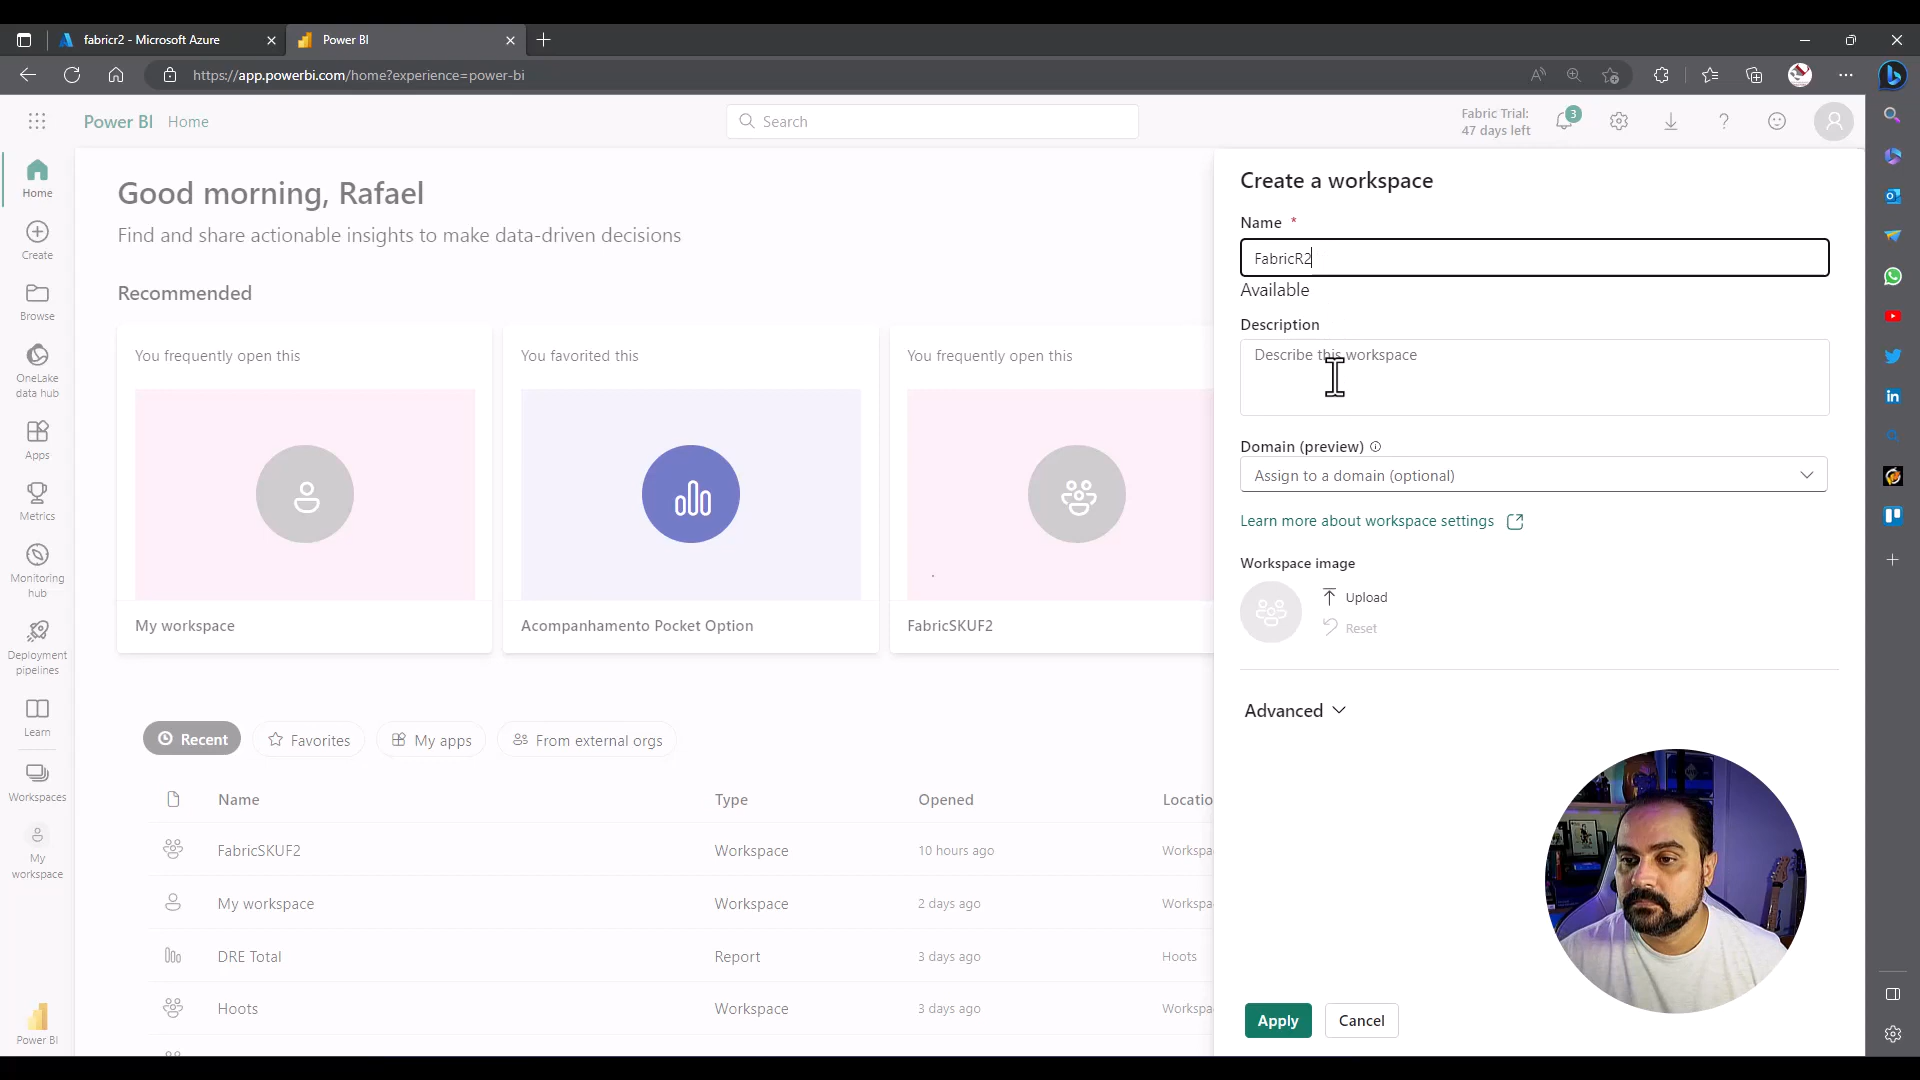 fabricr2 - Microsoft Azure
Power BI
https://app.powerbi.com/home?experience=power-bi
Power BI Home
Search
Fabric Trial:
47 days left
3
Home
Create
Browse
OneLake
data hub
Apps
Metrics
Monitoring
hub
Deployment
pipelines
Learn
Workspaces
My
workspace
Power BI
Good morning, Rafael
Find and share actionable insights to make data-driven decisions
Recommended
You frequently open this
My workspace
You favorited this
Acompanhamento Pocket Option
You frequently open this
FabricSKUF2
Recent
Favorites
My apps
From external orgs
Name Type Opened Locatio
FabricSKUF2 Workspace 10 hours ago Workspa
My workspace Workspace 2 days ago Workspa
DRE Total Report 3 days ago Hoots
Hoots Workspace 3 days ago Workspa
Create a workspace
Name *
FabricR2
Available
Description
Describe this workspace
Domain (preview)
Assign to a domain (optional)
Learn more about workspace settings
Workspace image
Upload
Reset
Advanced
Apply
Cancel